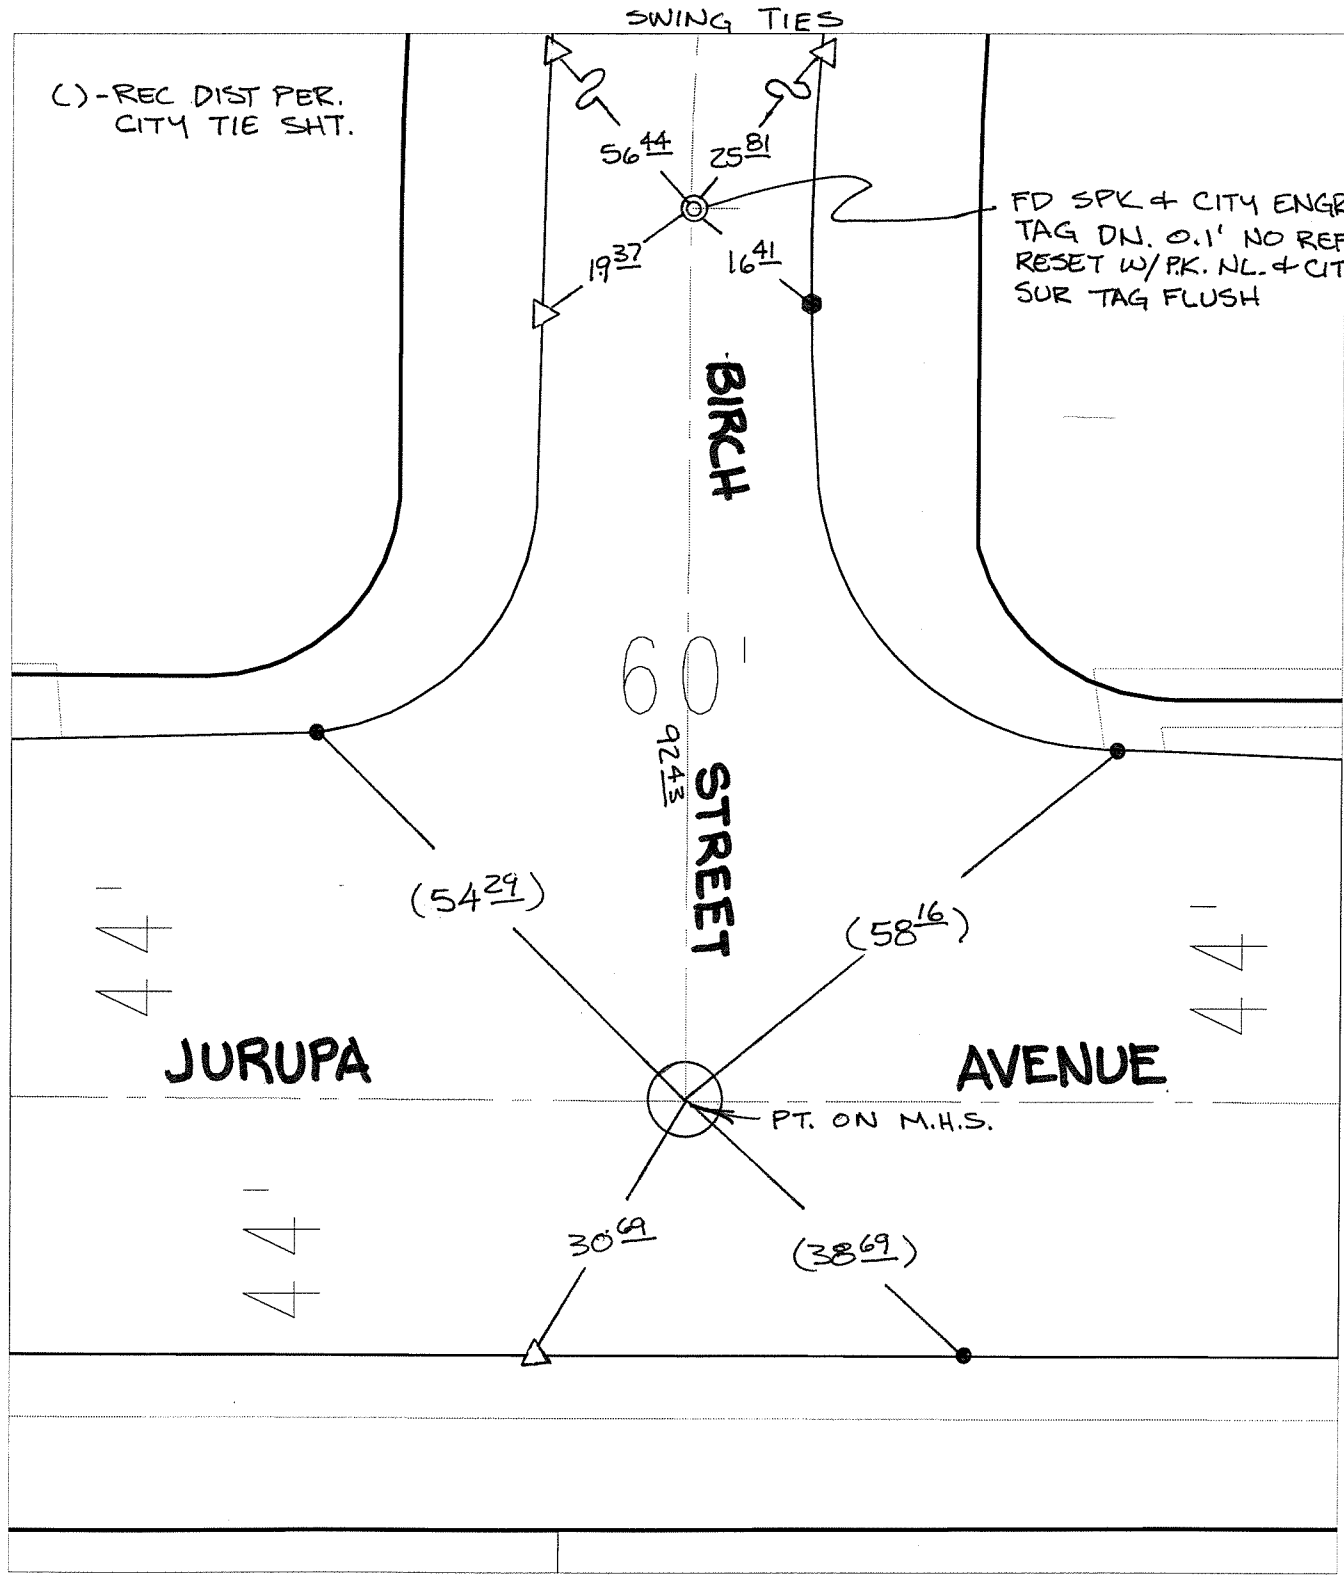 SWING TIES
( )-REC DIST PER.
CITY TIE SHT.
56 44
25 81
FD SPK & CITY ENGR
TAG DN. 0.1' NO REF
RESET W/P.K. NL. & CIT
SUR TAG FLUSH
19 37
16 41
BIRCH
60'
92 43
STREET
(54 29)
(58 16)
44'
44'
JURUPA
AVENUE
PT. ON M.H.S.
44'
30 69
(38 69)